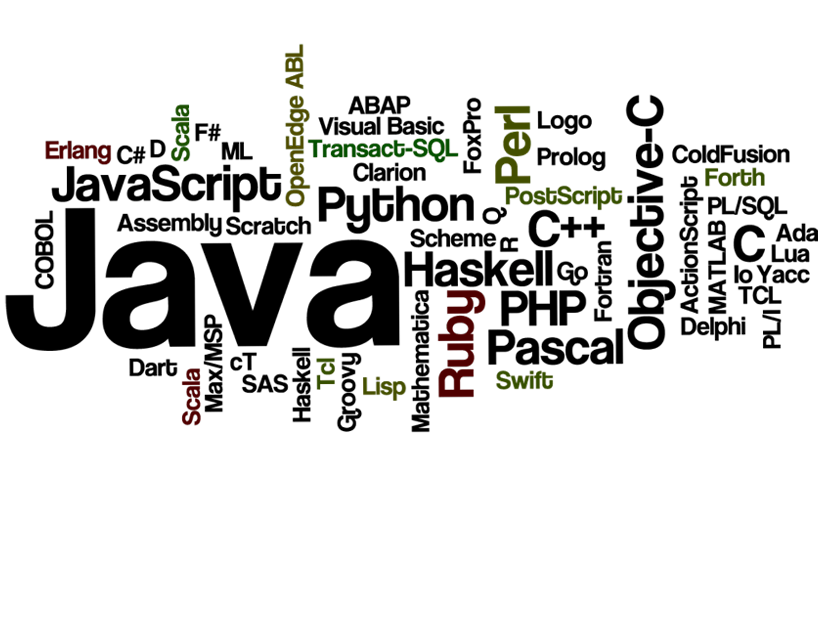 OpenEdge ABL
ABAP
FoxPro
Perl
Objective-C
Scala
F#
Visual Basic
Logo
Erlang
C#
D
ML
Transact-SQL
Prolog
ColdFusion
Clarion
Forth
JavaScript
Python
PostScript
ActionScript
PL/SQL
COBOL
Assembly
Scratch
Q
C++
MATLAB
C
Ada
Java
Scheme
R
Lua
Haskell
Go
Fortran
Io
Yacc
TCL
Mathematica
Ruby
PHP
Delphi
PL/I
Pascal
Dart
Scala
Max/MSP
cT
SAS
Haskell
Tcl
Groovy
Lisp
Swift